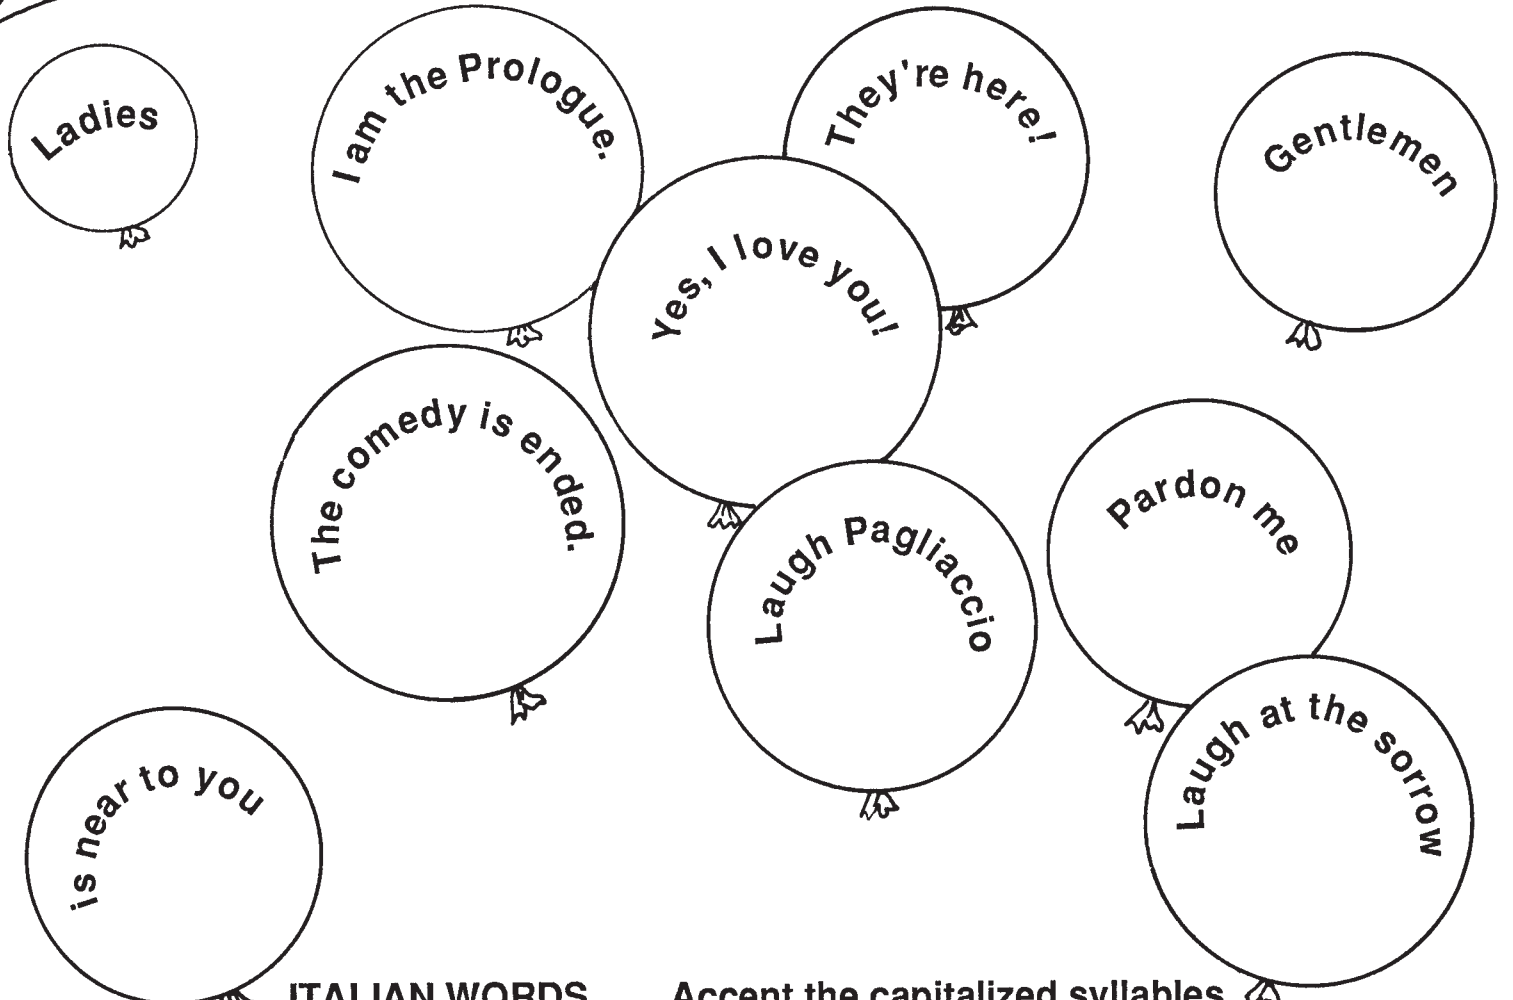 Ladies
I am the Prologue.
They're here!
Gentlemen
Yes, I love you!
The comedy is ended.
Pardon me
Laugh Pagliaccio
Laugh at the sorrow
is near to you
ITALIAN WORDS
Accent the capitalized syllables